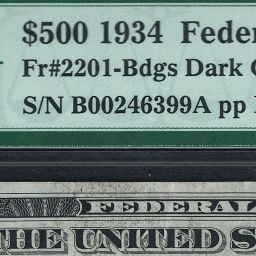 $500 1934 Feder
Fr#2201-Bdgs Dark G
S/N B00246399A pp
FEDERAL
THE UNITED S